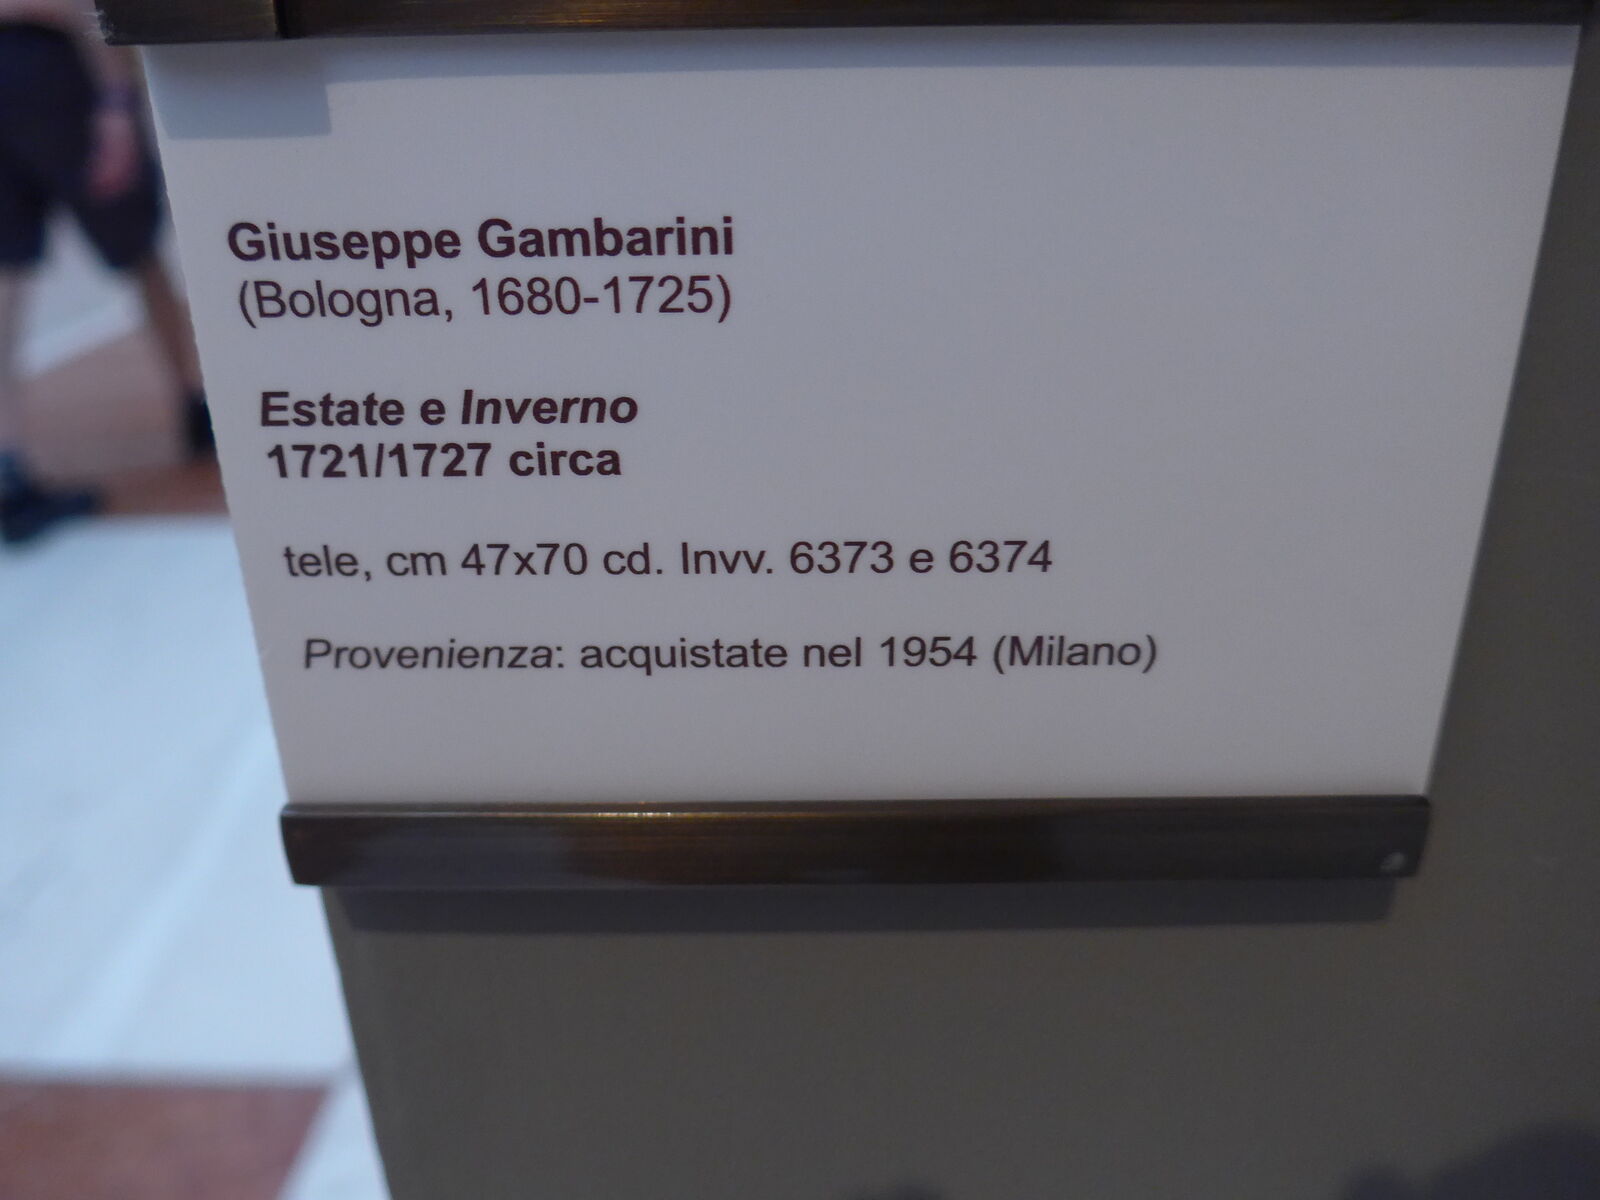 Giuseppe Gambarini
(Bologna, 1680-1725)
Estate e Inverno
1721/1727 circa
tele, cm 47x70 cd. Invv. 6373 e 6374
Provenienza: acquistate nel 1954 (Milano)